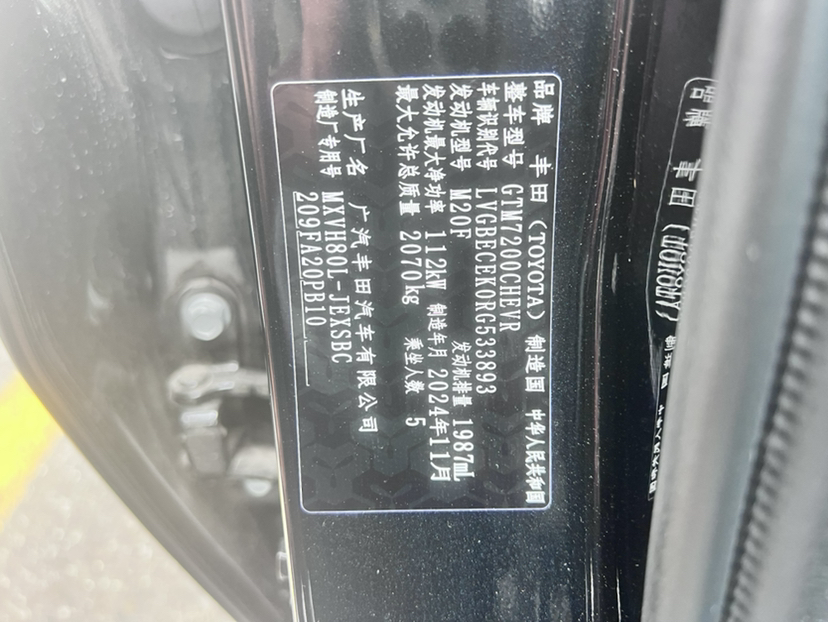 品牌 丰田（TOYOTA） 制造国 中华人民共和国
整车型号 GTM7200CHEVR
车辆识别代号 LVGBECEK0RG533893
发动机型号 M20F 发动机排量 1987mL
发动机最大净功率 112kW 制造年月 2024年11月
最大允许总质量 2070kg 乘坐人数 5
生产厂名 广汽丰田汽车有限公司
制造厂专用号 MXVH80L-JEXSBC
209FA20PB10